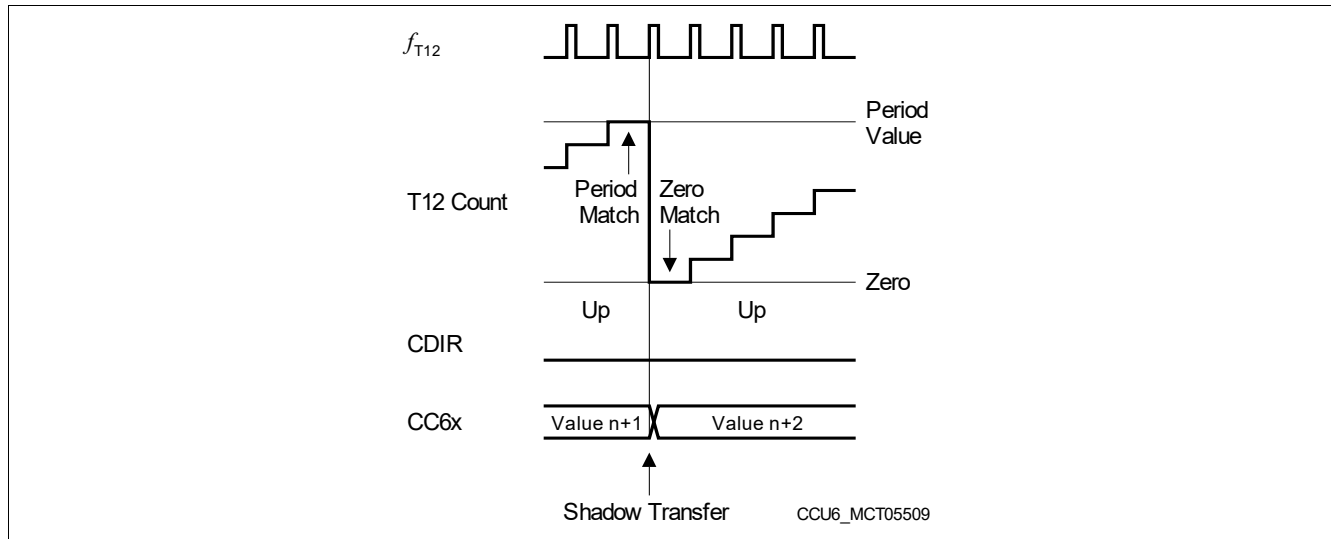 fT12
Period
Value
T12 Count
Period
Match
Zero
Match
Zero
Up
Up
CDIR
CC6x
Value n+1
Value n+2
Shadow Transfer
CCU6_MCT05509